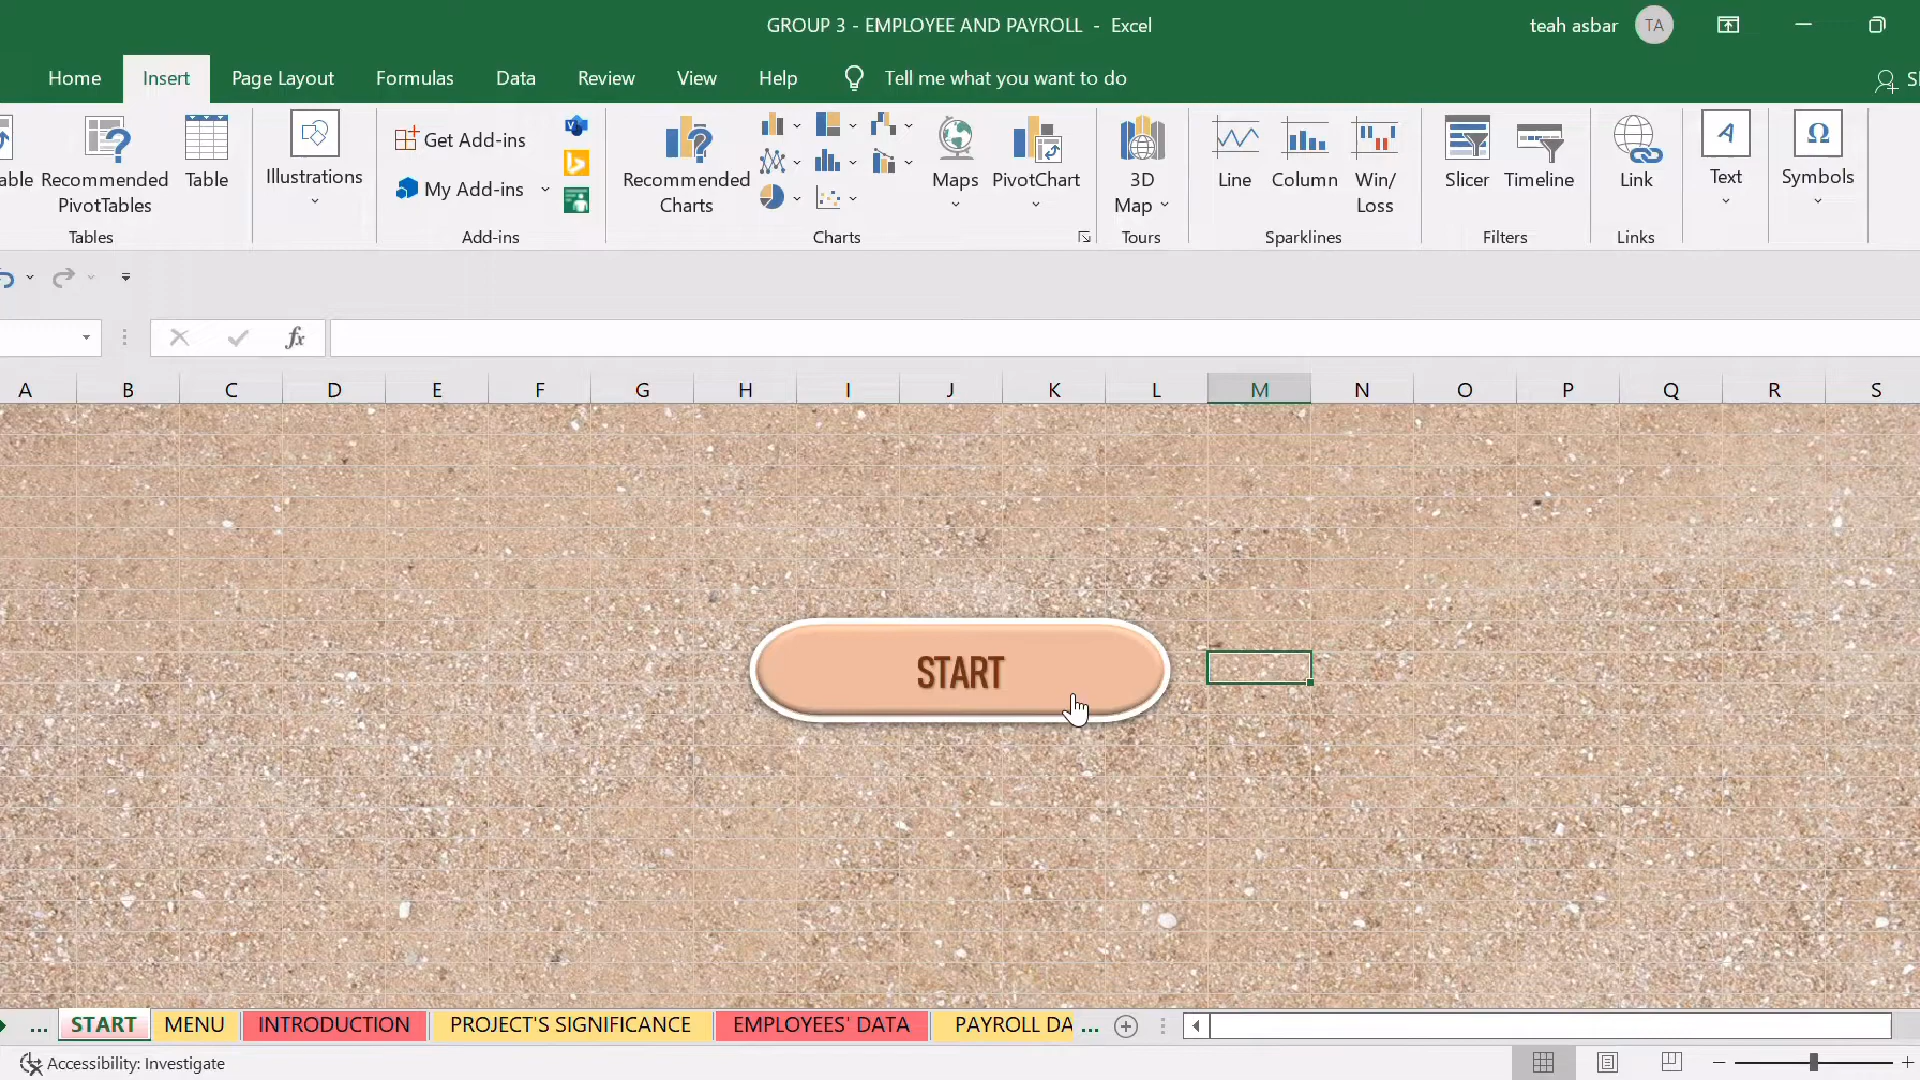 GROUP 3 - EMPLOYEE AND PAYROLL - Excel
teah asbar
TA
Home
Insert
Page Layout
Formulas
Data
Review
View
Help
Tell me what you want to do
able
Recommended
PivotTables
Table
Illustrations
Get Add-ins
My Add-ins
Recommended
Charts
Maps
PivotChart
3D
Map
Line
Column
Win/
Loss
Slicer
Timeline
Link
Text
Symbols
Tables
Add-ins
Charts
Tours
Sparklines
Filters
Links
fx
A B C D E F G H I J K L M N O P Q R S
START
... START MENU INTRODUCTION PROJECT'S SIGNIFICANCE EMPLOYEES' DATA PAYROLL DA ...
Accessibility: Investigate